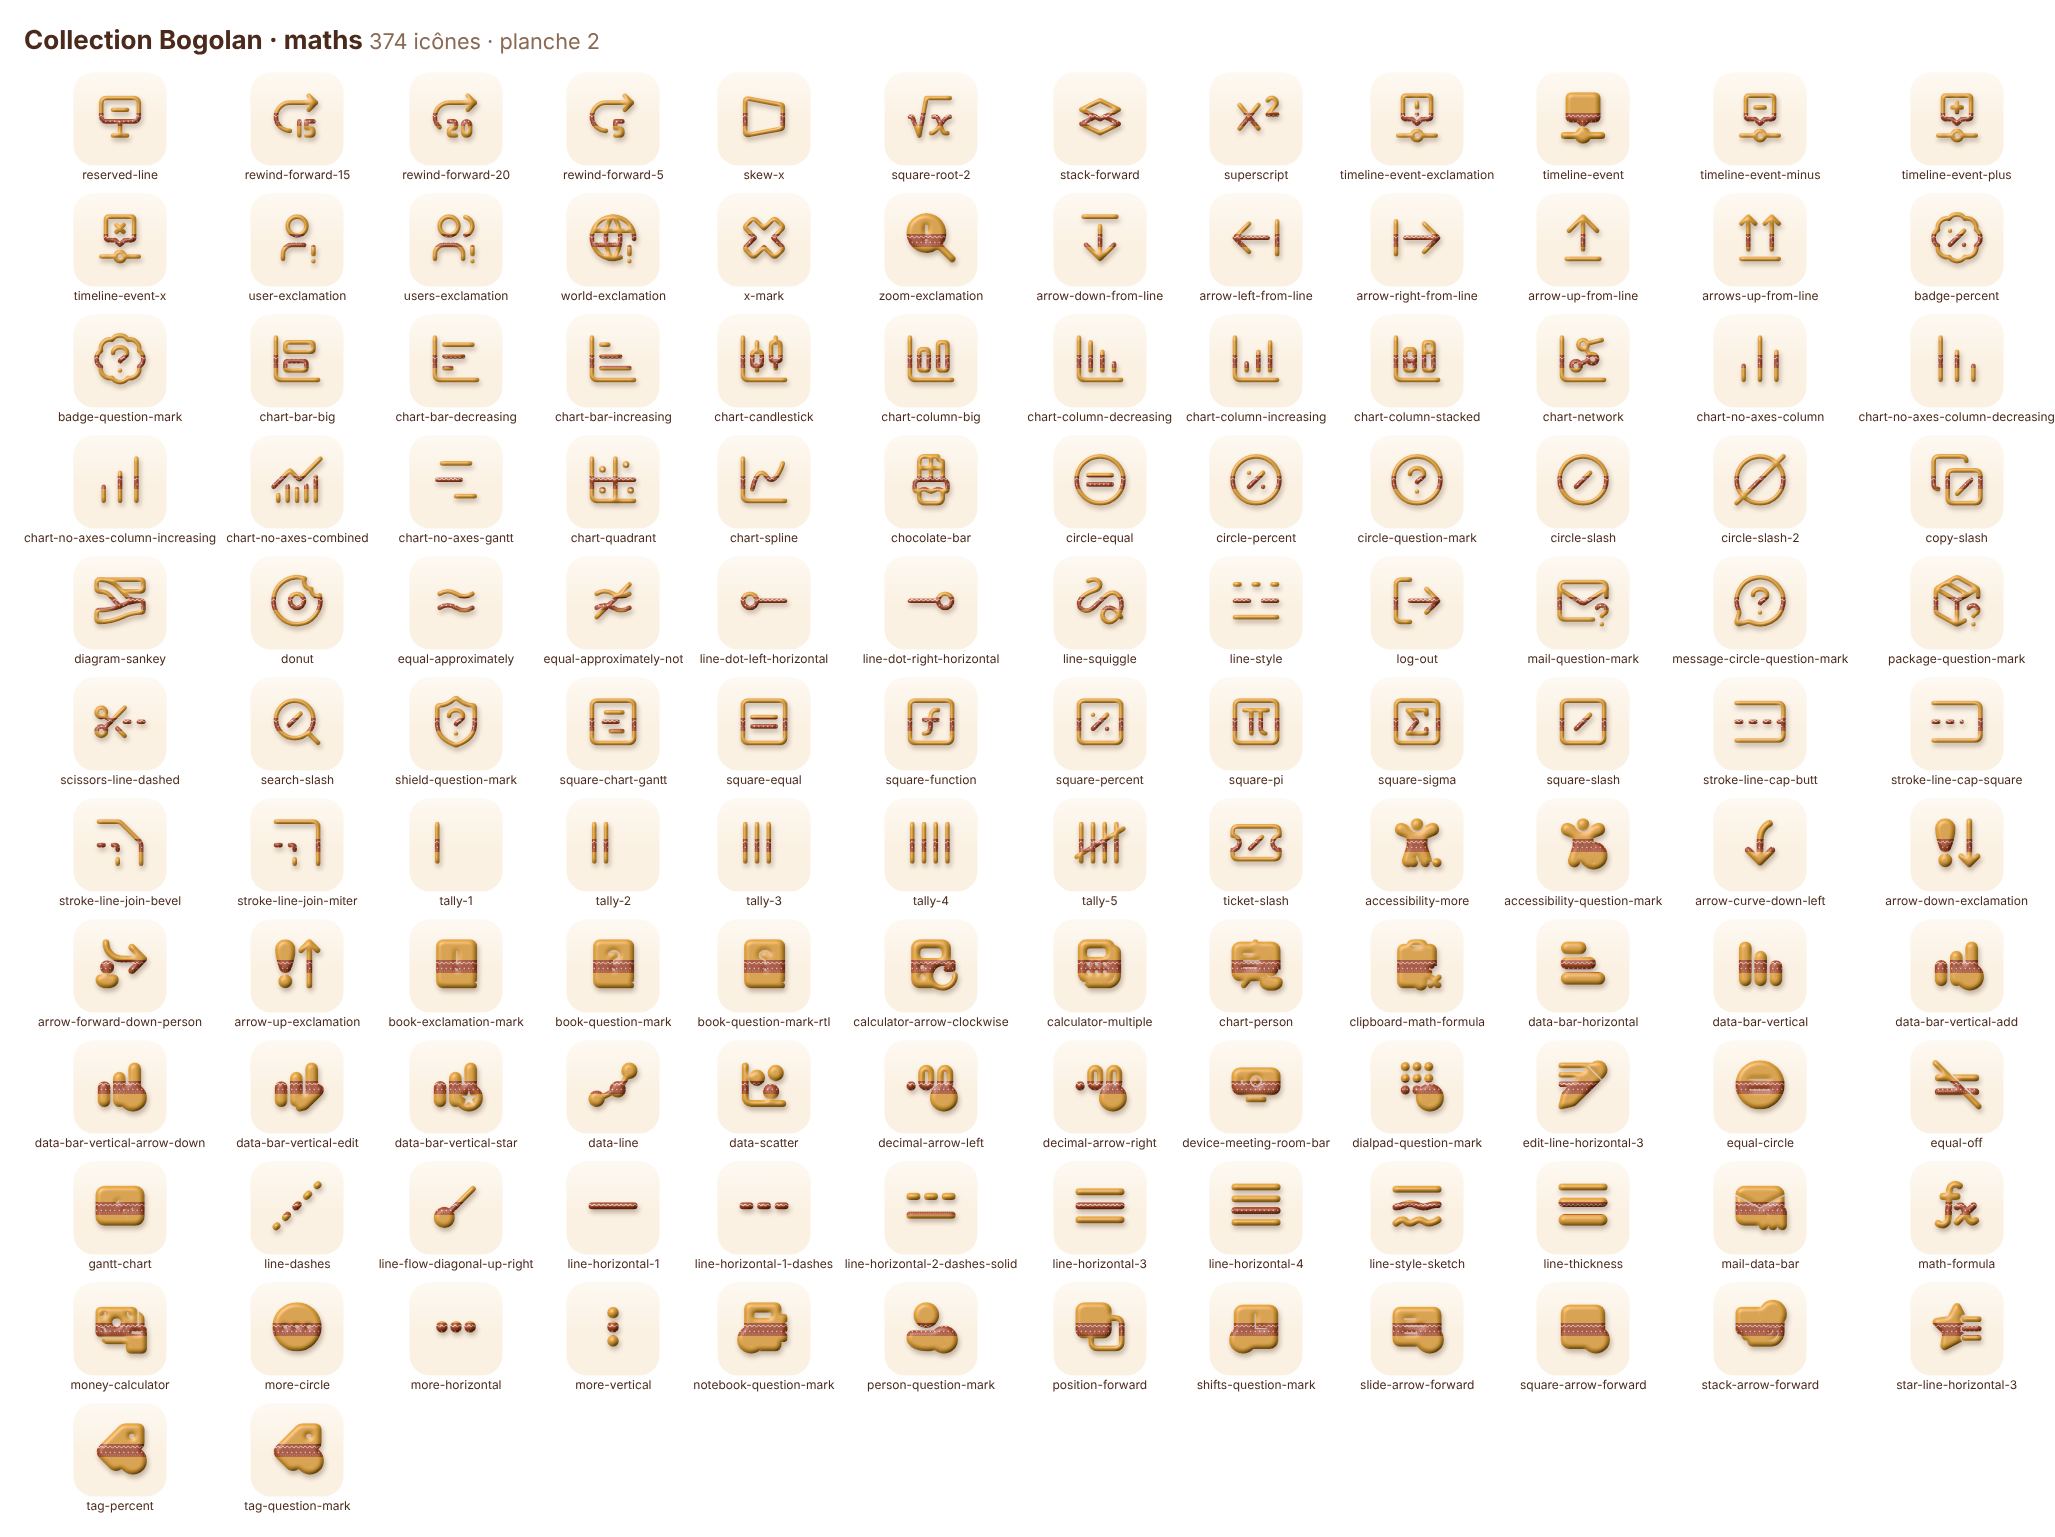 Collection Bogolan · maths 374 icônes · planche 2
15 20 5 √x x²
reserved-line rewind-forward-15 rewind-forward-20 rewind-forward-5 skew-x square-root-2 stack-forward superscript timeline-event-exclamation timeline-event timeline-event-minus timeline-event-plus
timeline-event-x user-exclamation users-exclamation world-exclamation x-mark zoom-exclamation arrow-down-from-line arrow-left-from-line arrow-right-from-line arrow-up-from-line arrows-up-from-line badge-percent
badge-question-mark chart-bar-big chart-bar-decreasing chart-bar-increasing chart-candlestick chart-column-big chart-column-decreasing chart-column-increasing chart-column-stacked chart-network chart-no-axes-column chart-no-axes-column-decreasing
chart-no-axes-column-increasing chart-no-axes-combined chart-no-axes-gantt chart-quadrant chart-spline chocolate-bar circle-equal circle-percent circle-question-mark circle-slash circle-slash-2 copy-slash
diagram-sankey donut equal-approximately equal-approximately-not line-dot-left-horizontal line-dot-right-horizontal line-squiggle line-style log-out mail-question-mark message-circle-question-mark package-question-mark
scissors-line-dashed search-slash shield-question-mark square-chart-gantt square-equal square-function square-percent square-pi square-sigma square-slash stroke-line-cap-butt stroke-line-cap-square
stroke-line-join-bevel stroke-line-join-miter tally-1 tally-2 tally-3 tally-4 tally-5 ticket-slash accessibility-more accessibility-question-mark arrow-curve-down-left arrow-down-exclamation
arrow-forward-down-person arrow-up-exclamation book-exclamation-mark book-question-mark book-question-mark-rtl calculator-arrow-clockwise calculator-multiple chart-person clipboard-math-formula data-bar-horizontal data-bar-vertical data-bar-vertical-add
data-bar-vertical-arrow-down data-bar-vertical-edit data-bar-vertical-star data-line data-scatter decimal-arrow-left decimal-arrow-right device-meeting-room-bar dialpad-question-mark edit-line-horizontal-3 equal-circle equal-off
fx
gantt-chart line-dashes line-flow-diagonal-up-right line-horizontal-1 line-horizontal-1-dashes line-horizontal-2-dashes-solid line-horizontal-3 line-horizontal-4 line-style-sketch line-thickness mail-data-bar math-formula
money-calculator more-circle more-horizontal more-vertical notebook-question-mark person-question-mark position-forward shifts-question-mark slide-arrow-forward square-arrow-forward stack-arrow-forward star-line-horizontal-3
tag-percent tag-question-mark